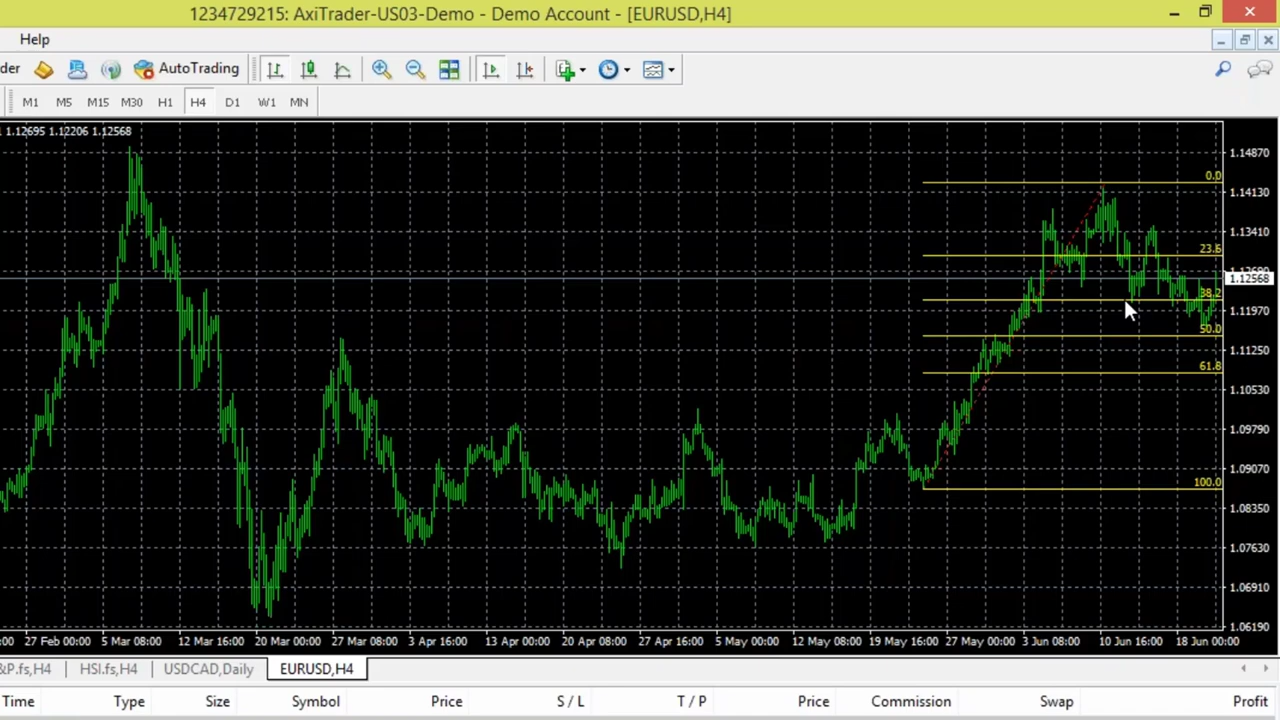 1234729215: AxiTrader-US03-Demo - Demo Account - [EURUSD,H4]
Help
der AutoTrading
M1 M5 M15 M30 H1 H4 D1 W1 MN
1.12695 1.12206 1.12568
1.14870
0.0
1.14130
1.13410
23.6
1.12568
38.2
1.11970
50.0
1.11250
61.8
1.10530
1.09790
1.09070
100.0
1.08350
1.07630
1.06910
1.06190
:00 27 Feb 00:00 5 Mar 08:00 12 Mar 16:00 20 Mar 00:00 27 Mar 08:00 3 Apr 16:00 13 Apr 00:00 20 Apr 08:00 27 Apr 16:00 5 May 00:00 12 May 08:00 19 May 16:00 27 May 00:00 3 Jun 08:00 10 Jun 16:00 18 Jun 00:00
&P.fs,H4 HSI.fs,H4 USDCAD,Daily EURUSD,H4
Time Type Size Symbol Price S / L T / P Price Commission Swap Profit